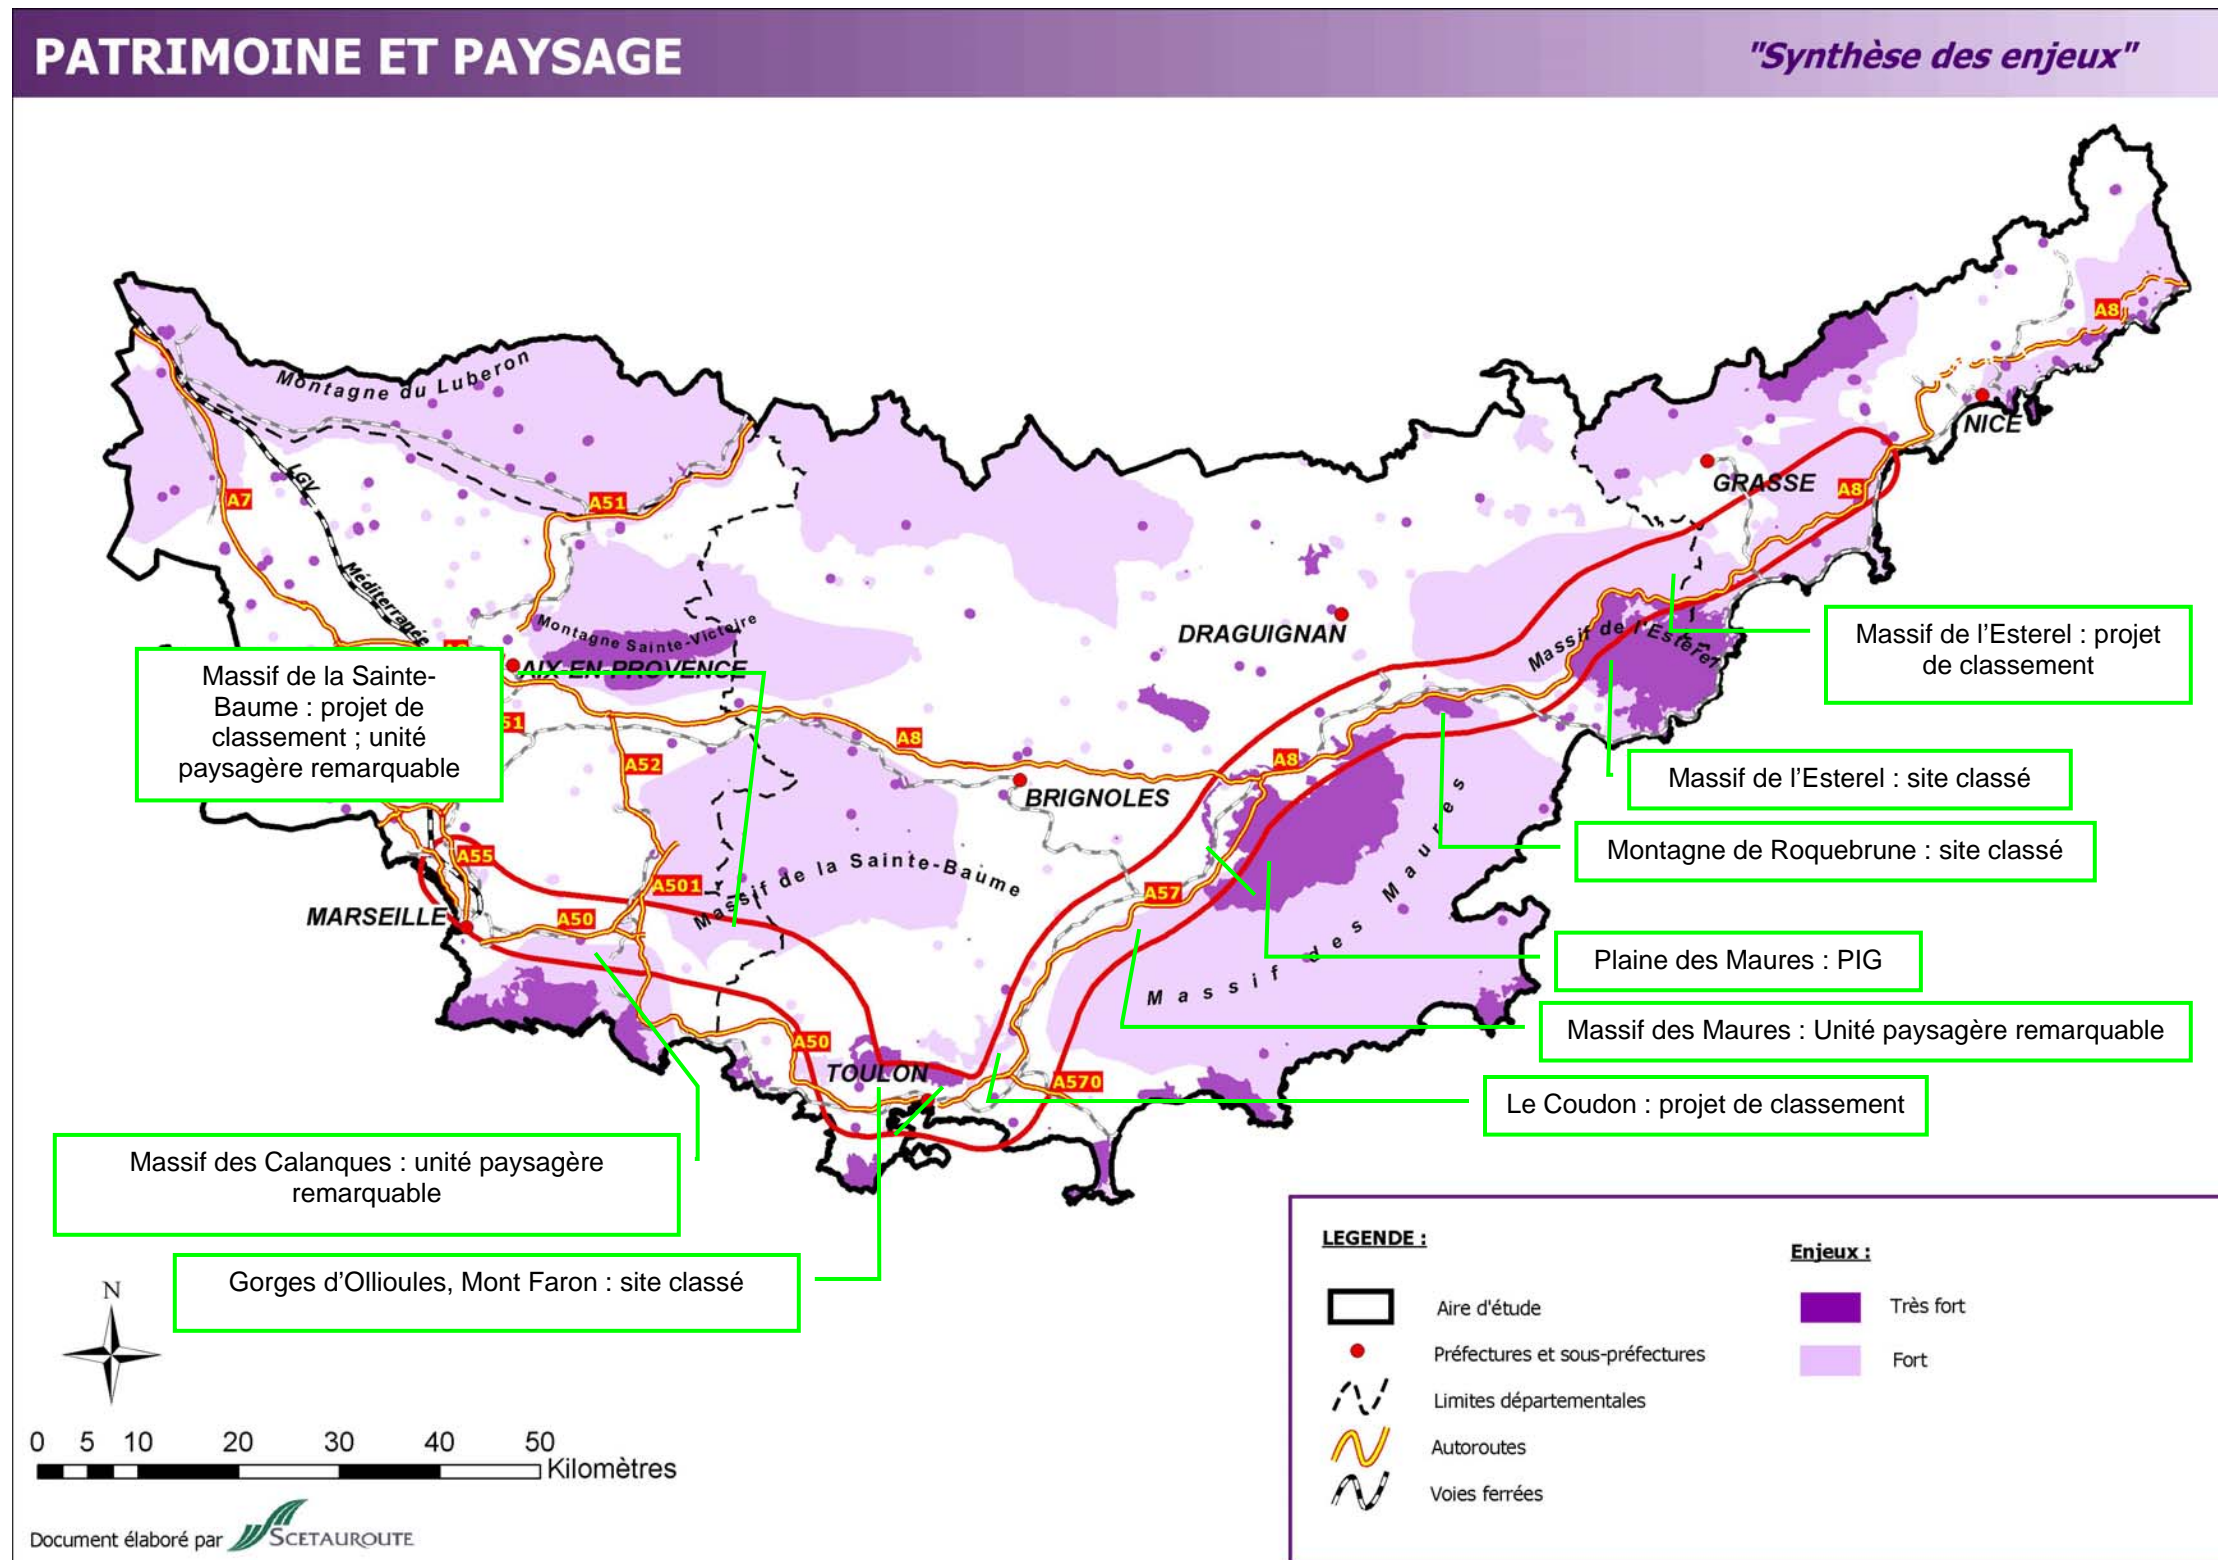 PATRIMOINE ET PAYSAGE
"Synthèse des enjeux"
Montagne du Luberon
LGV
Méditerranée
A7
A51
A8
NICE
GRASSE
A8
Montagne Sainte-Victoire
AIX-EN-PROVENCE
DRAGUIGNAN
Massif de l'Esterel
Massif de l'Esterel : projet
de classement
Massif de la Sainte-
Baume : projet de
classement ; unité
paysagère remarquable
51
A52
A8
A8
BRIGNOLES
Massif de l'Esterel : site classé
Montagne de Roquebrune : site classé
A55
A501
A50
MARSEILLE
Massif de la Sainte-Baume
A57
Massif des Maures
Plaine des Maures : PIG
Massif des Maures : Unité paysagère remarquable
A50
TOULON
A570
Le Coudon : projet de classement
Massif des Calanques : unité paysagère
remarquable
Gorges d'Ollioules, Mont Faron : site classé
N
0 5 10 20 30 40 50
Kilomètres
Document élaboré par SCETAUROUTE
LEGENDE :
Aire d'étude
Préfectures et sous-préfectures
Limites départementales
Autoroutes
Voies ferrées
Enjeux :
Très fort
Fort